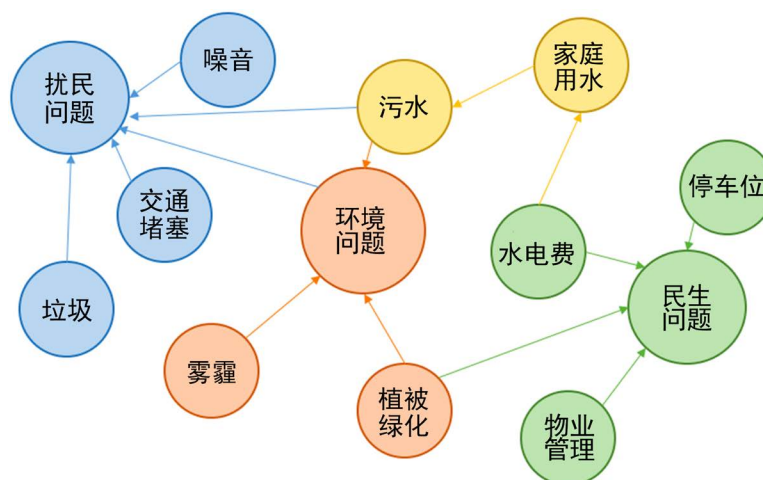 扰民
问题
噪音
污水
家庭
用水
交通
堵塞
环境
问题
水电费
停车位
垃圾
民生
问题
雾霾
植被
绿化
物业
管理